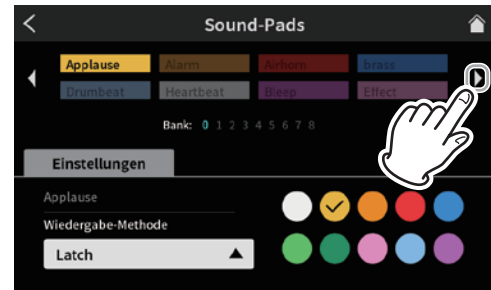 Sound-Pads
Applause Alarm Airhorn brass
Drumbeat Heartbeat Bleep Effect
Bank: 0 1 2 3 4 5 6 7 8
Einstellungen
Applause
Wiedergabe-Methode
Latch